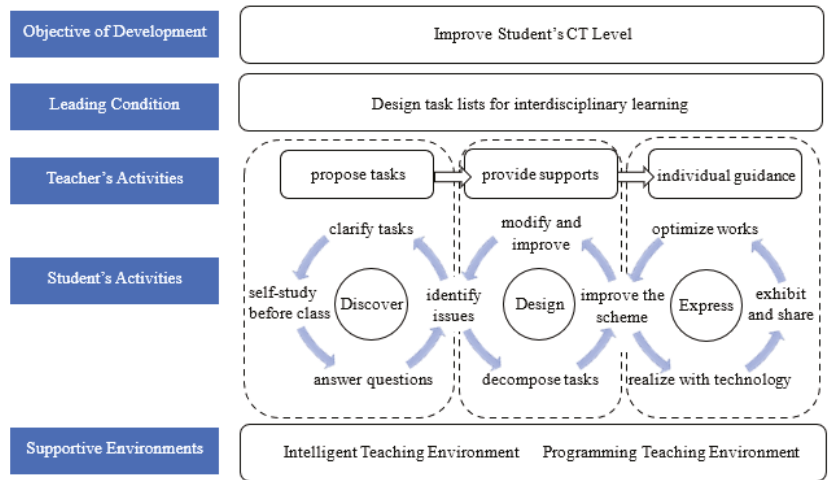 Objective of Development
Improve Student's CT Level
Leading Condition
Design task lists for interdisciplinary learning
Teacher's Activities
propose tasks
provide supports
individual guidance
Student's Activities
clarify tasks
self-study
before class
Discover
identify
issues
answer questions
modify and
improve
Design
improve the
scheme
decompose tasks
optimize works
Express
exhibit
and share
realize with technology
Supportive Environments
Intelligent Teaching Environment
Programming Teaching Environment